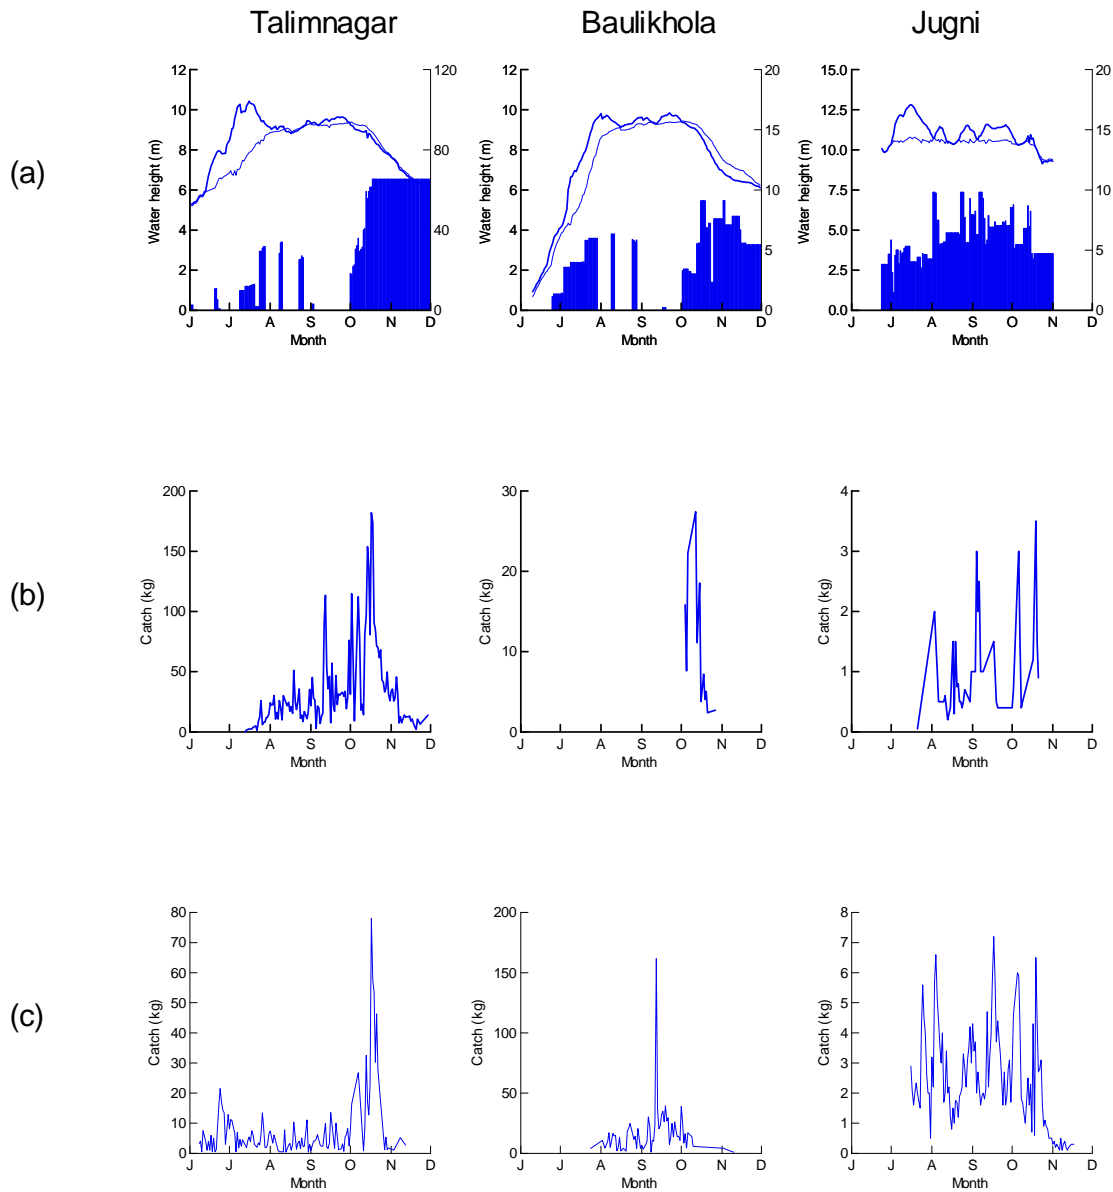 Talimnagar Baulikhola Jugni
(a)
12 120 12 20 15.0 20
10 10 12.5
80 15 15
8 8 10.0
6 6 10 7.5 10
40
4 4 5.0
5 5
2 2 2.5
0 0 0 0 0.0 0
Water height (m) Water height (m) Water height (m)
J J A S O N D J J A S O N D J J A S O N D
Month Month Month
(b)
200 30 4
150 3
20
100 2
10
50 1
0 0 0
Catch (kg) Catch (kg) Catch (kg)
J J A S O N D J J A S O N D J J A S O N D
Month Month Month
(c)
80 200 8
70 7
60 150 6
50 5
40 100 4
30 3
20 50 2
10 1
0 0 0
Catch (kg) Catch (kg) Catch (kg)
J J A S O N D J J A S O N D J J A S O N D
Month Month Month